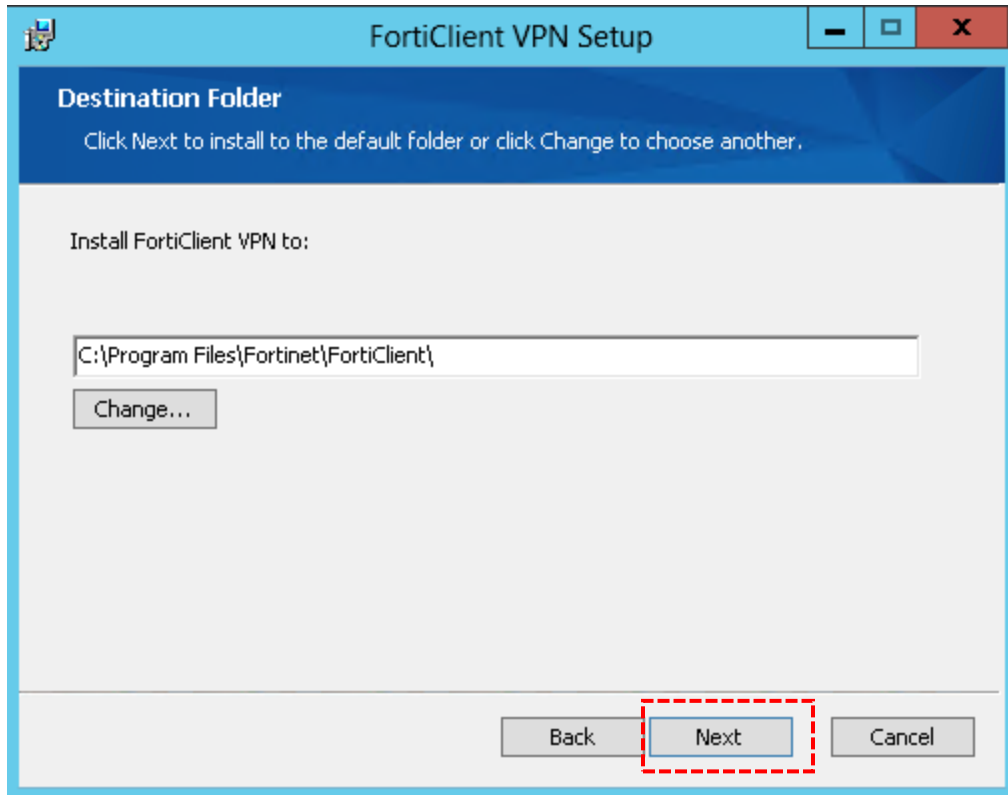 FortiClient VPN Setup
Destination Folder
Click Next to install to the default folder or click Change to choose another.
Install FortiClient VPN to:
C:\Program Files\Fortinet\FortiClient\
Change...
Back Next Cancel